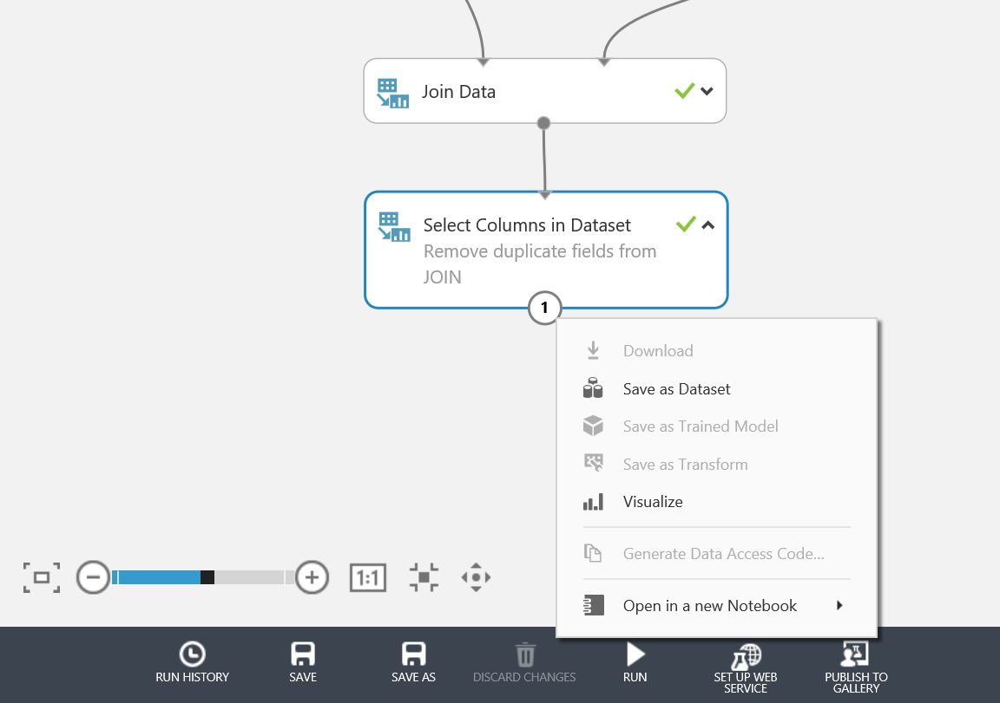 Join Data
Select Columns in Dataset
Remove duplicate fields from
JOIN
1
Download
Save as Dataset
Save as Trained Model
Save as Transform
Visualize
Generate Data Access Code...
Open in a new Notebook
1:1
RUN HISTORY
SAVE
SAVE AS
DISCARD CHANGES
RUN
SET UP WEB
SERVICE
PUBLISH TO
GALLERY